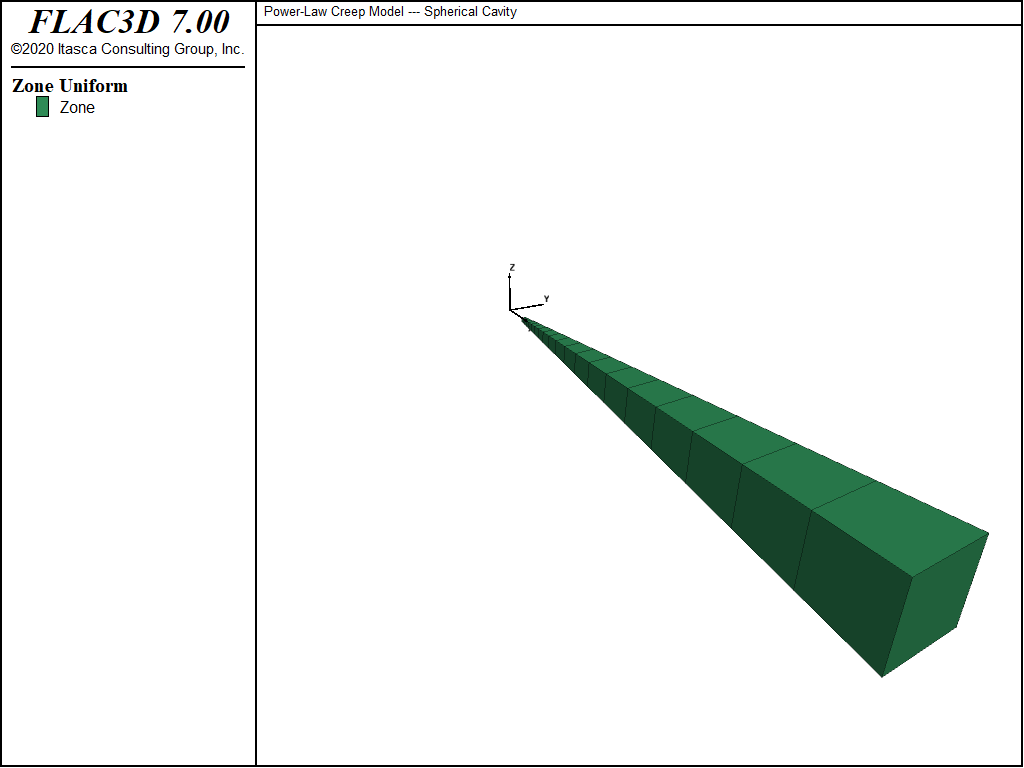 FLAC3D 7.00
©2020 Itasca Consulting Group, Inc.
Zone Uniform
Zone
Power-Law Creep Model --- Spherical Cavity
Z
Y